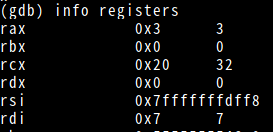 (gdb) info registers
rax 0x3 3
rbx 0x0 0
rcx 0x20 32
rdx 0x0 0
rsi 0x7fffffffdff8
rdi 0x7 7